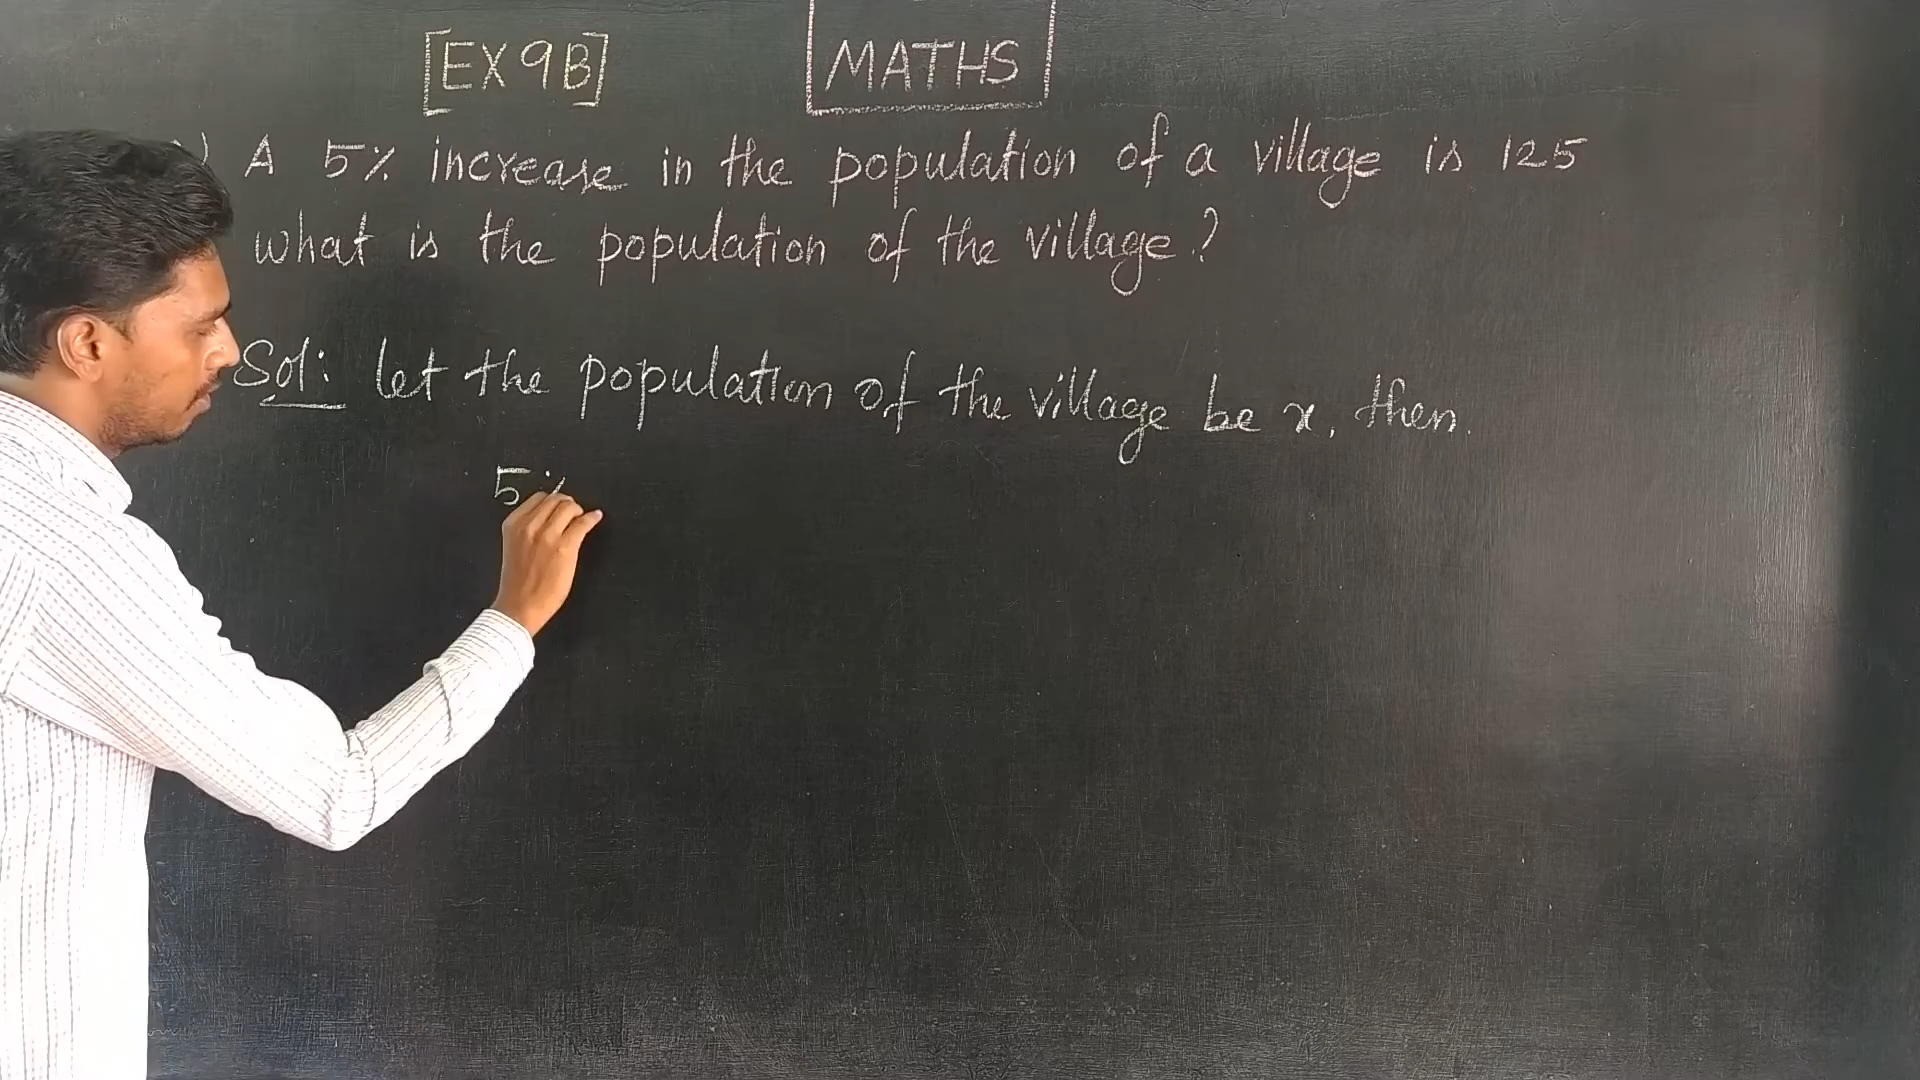 [EX 9B]
MATHS
A 5% increase in the population of a village is 125
what is the population of the village?
Sol: let the population of the village be x, then.
5%